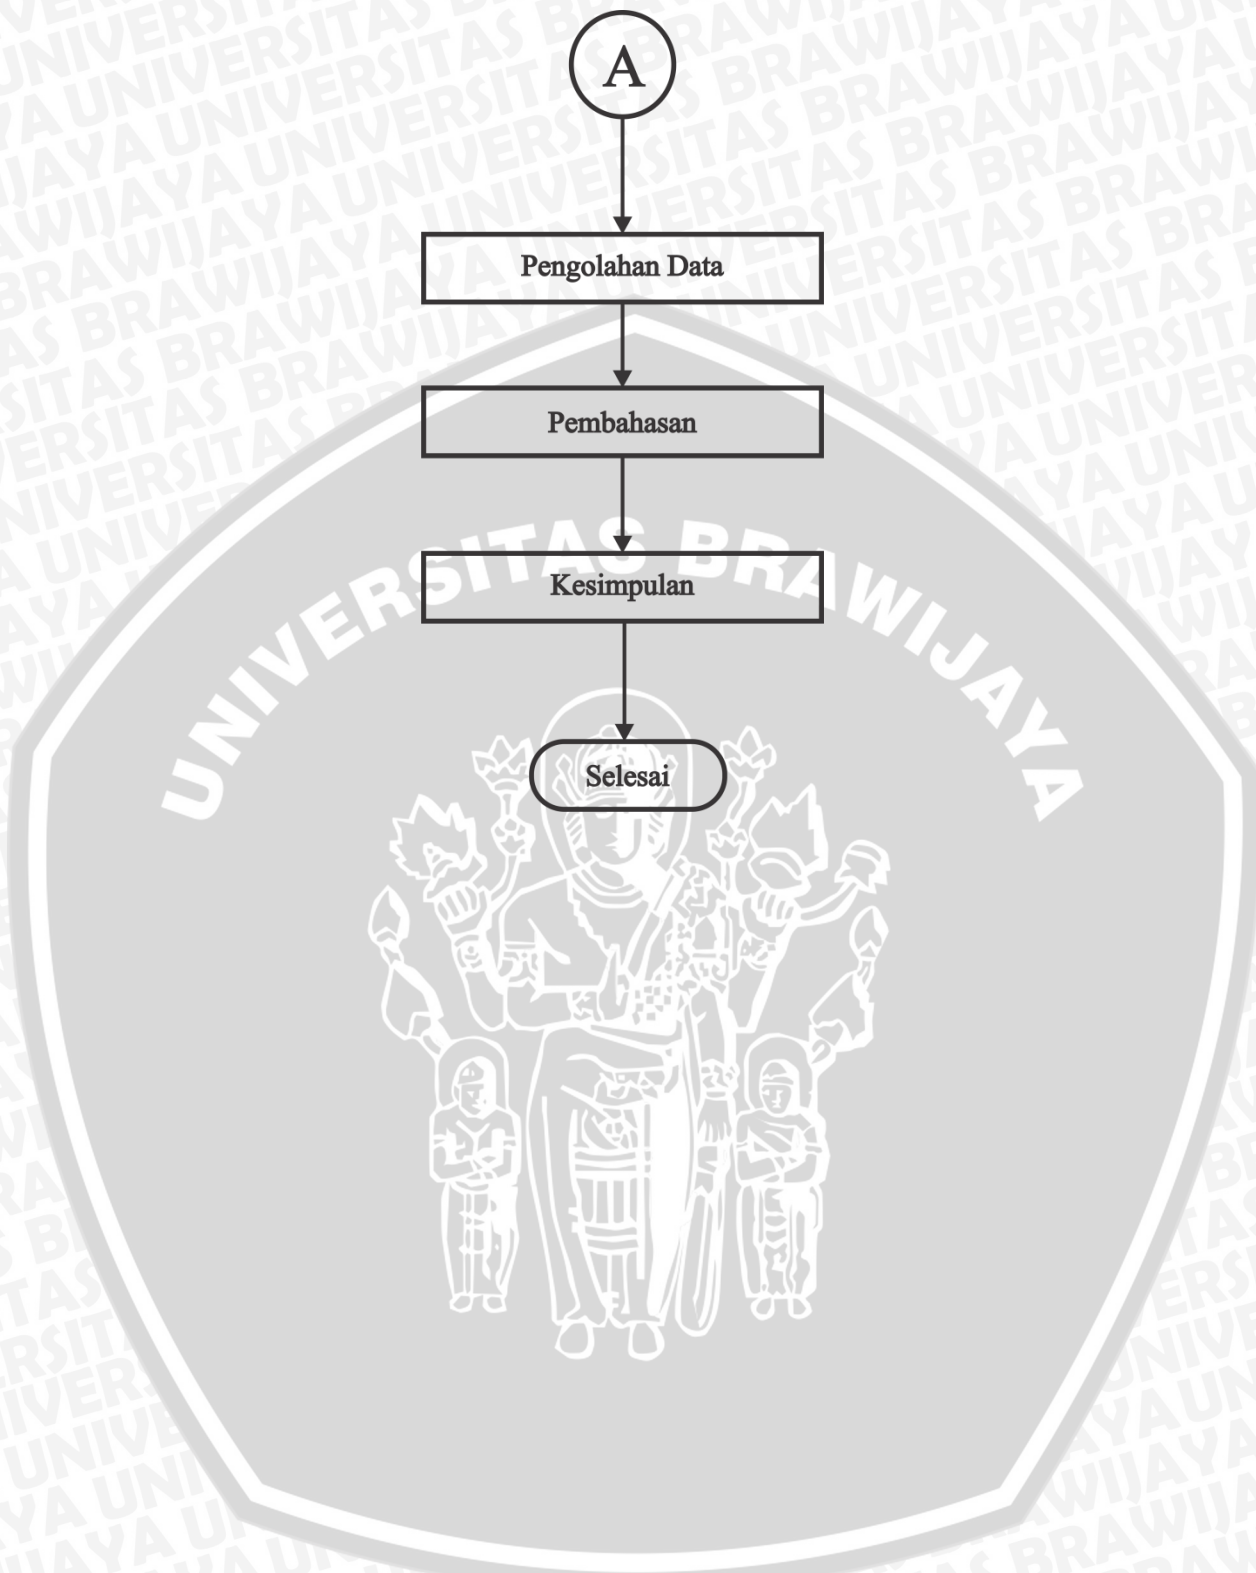 A
Pengolahan Data
Pembahasan
Kesimpulan
Selesai
UNIVERSITAS BRAWIJAYA